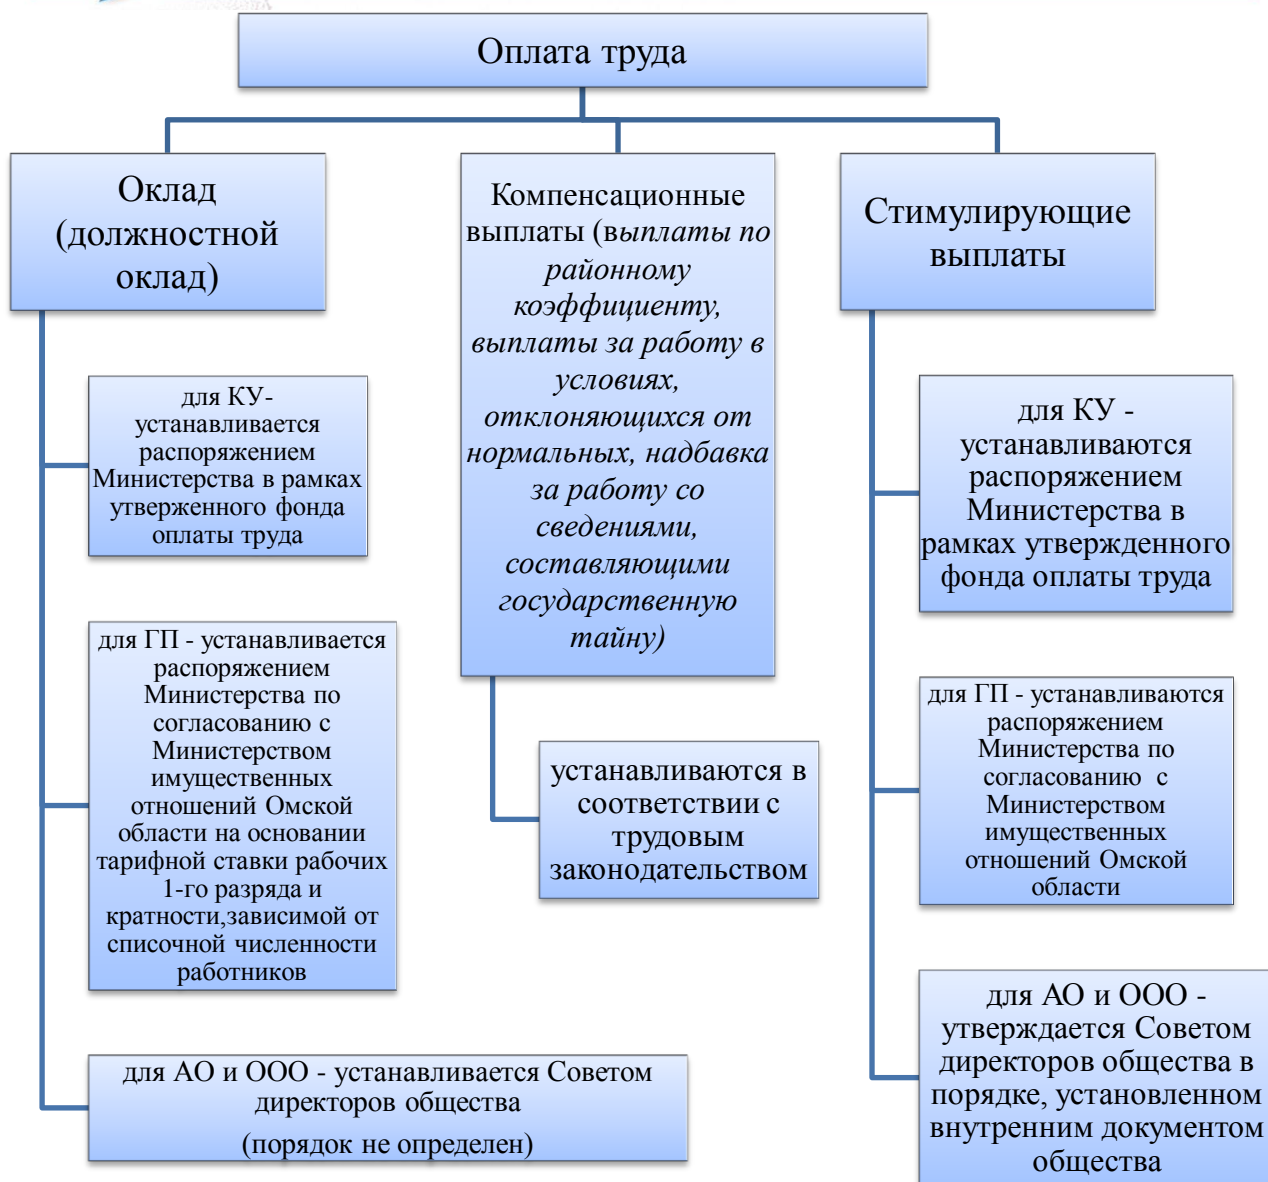 Оплата труда
Оклад
(должностной
оклад)
для КУ-
устанавливается
распоряжением
Министерства в рамках
утверженного фонда
оплаты труда
для ГП - устанавливается
распоряжением
Министерства по
согласованию с
Министерством
имущественных
отношений Омской
области на основании
тарифной ставки рабочих
1-го разряда и
кратности,зависимой от
списочной численности
работников
для АО и ООО - устанавливается Советом
директоров общества
(порядок не определен)
Компенсационные
выплаты (выплаты по
районному
коэффициенту,
выплаты за работу в
условиях,
отклоняющихся от
нормальных, надбавка
за работу со
сведениями,
составляющими
государственную
тайну)
устанавливаются в
соответствии с
трудовым
законодательством
Стимулирующие
выплаты
для КУ -
устанавливаются
распоряжением
Министерства в
рамках утвержденного
фонда оплаты труда
для ГП - устанавливаются
распоряжением
Министерства по
согласованию с
Министерством
имущественных
отношений Омской
области
для АО и ООО -
утверждается Советом
директоров общества в
порядке, установленном
внутренним документом
общества